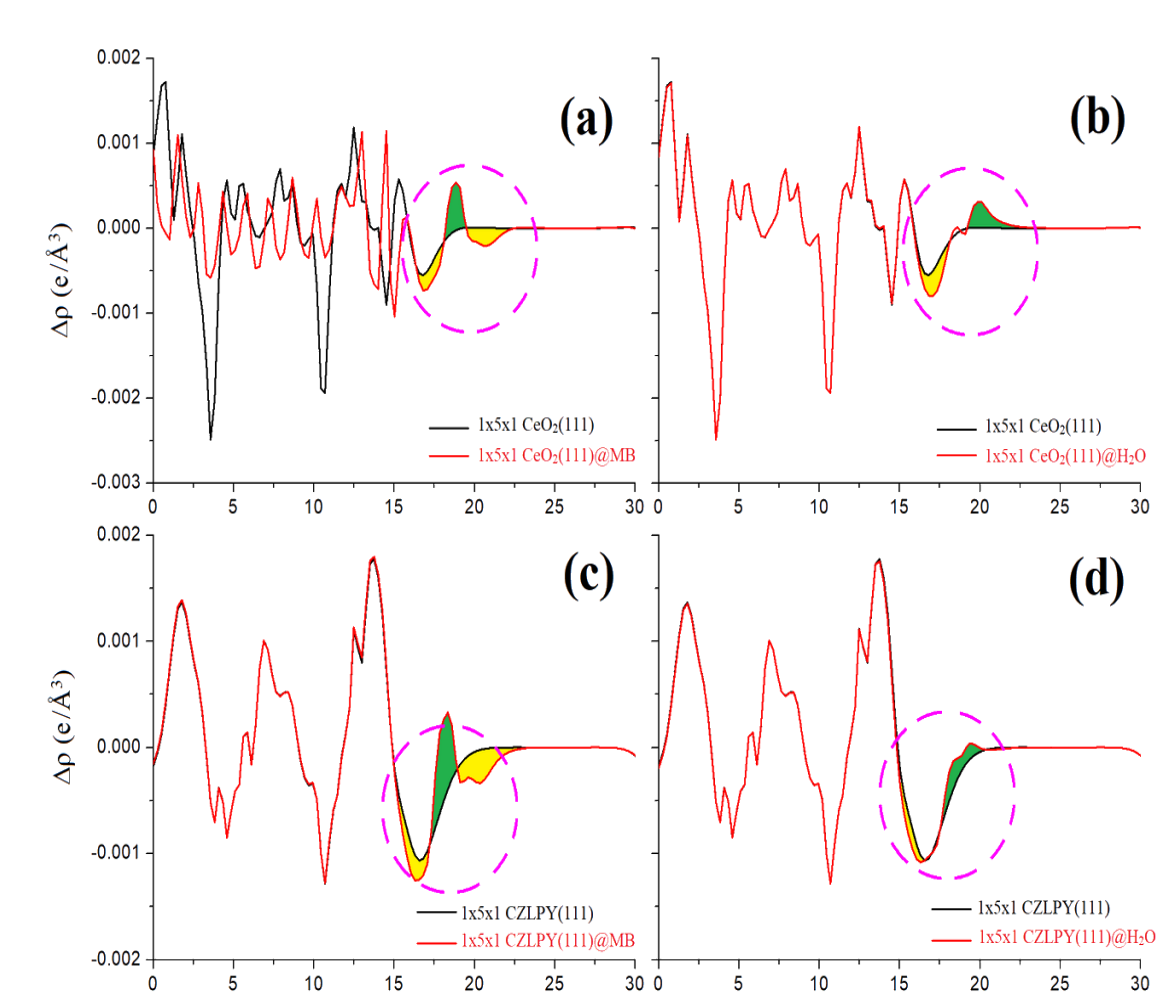 0.002
0.001
0.000
-0.001
-0.002
-0.003
Δρ (e/Å³)
(a)
1x5x1 CeO₂(111)
1x5x1 CeO₂(111)@MB
0 5 10 15 20 25 30
(b)
1x5x1 CeO₂(111)
1x5x1 CeO₂(111)@H₂O
0 5 10 15 20 25 30
0.002
0.001
0.000
-0.001
-0.002
Δρ (e/Å³)
(c)
1x5x1 CZLPY(111)
1x5x1 CZLPY(111)@MB
0 5 10 15 20 25 30
(d)
1x5x1 CZLPY(111)
1x5x1 CZLPY(111)@H₂O
0 5 10 15 20 25 30